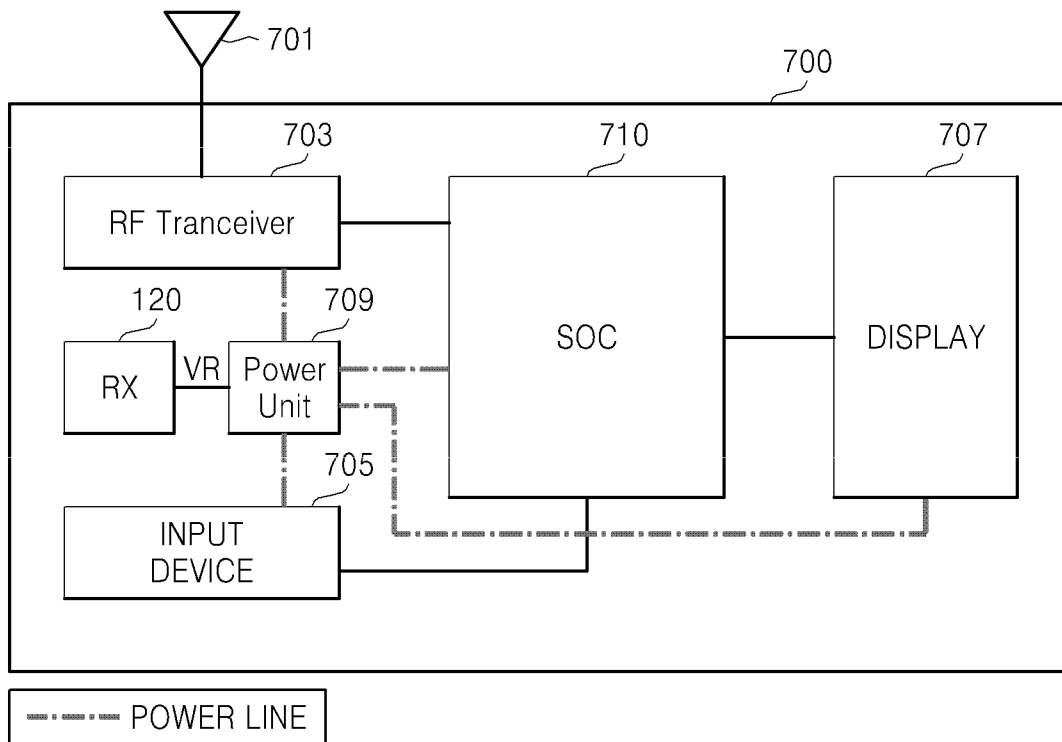 701
700
703
710
707
RF Tranceiver
120
709
RX
VR
Power
Unit
SOC
DISPLAY
705
INPUT
DEVICE
POWER LINE